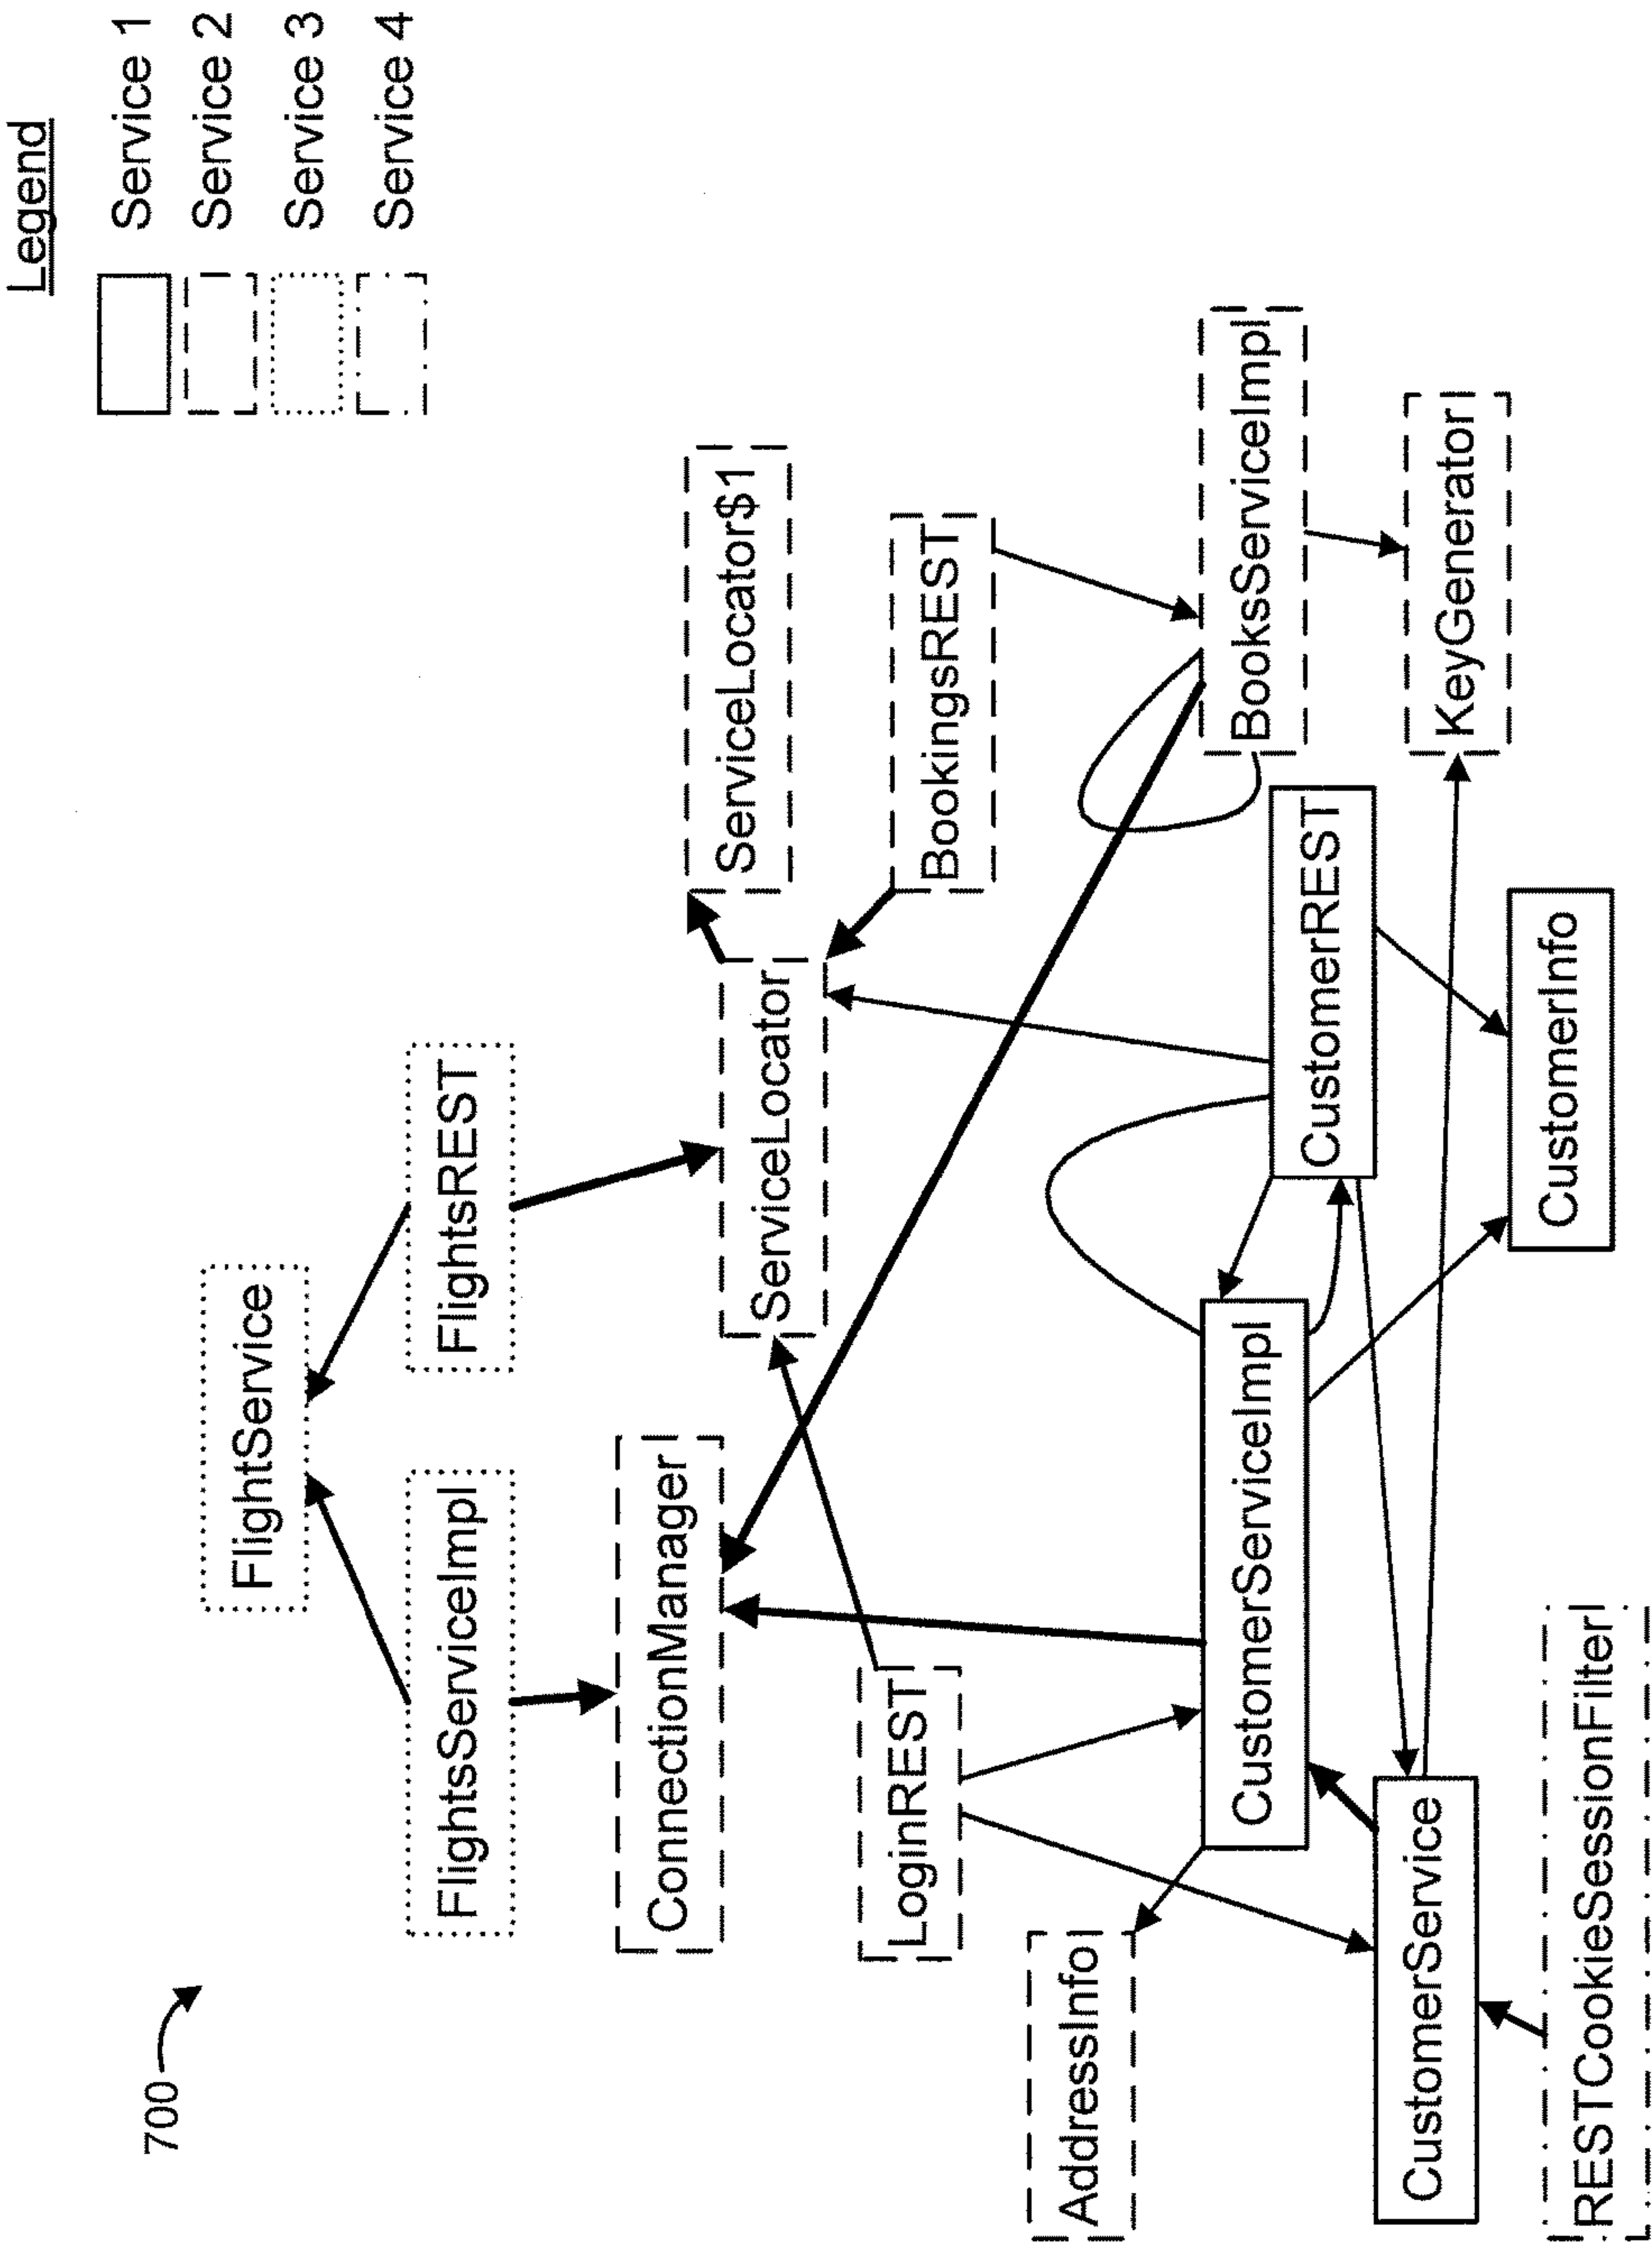 700
Legend
Service 1
Service 2
Service 3
Service 4
FlightService
FlightsServiceImpl
FlightsREST
ConnectionManager
ServiceLocator
ServiceLocator$1
LoginREST
BookingsREST
AddressInfo
CustomerServiceImpl
CustomerREST
BooksServiceImpl
CustomerService
KeyGenerator
RESTCookieSessionFilter
CustomerInfo